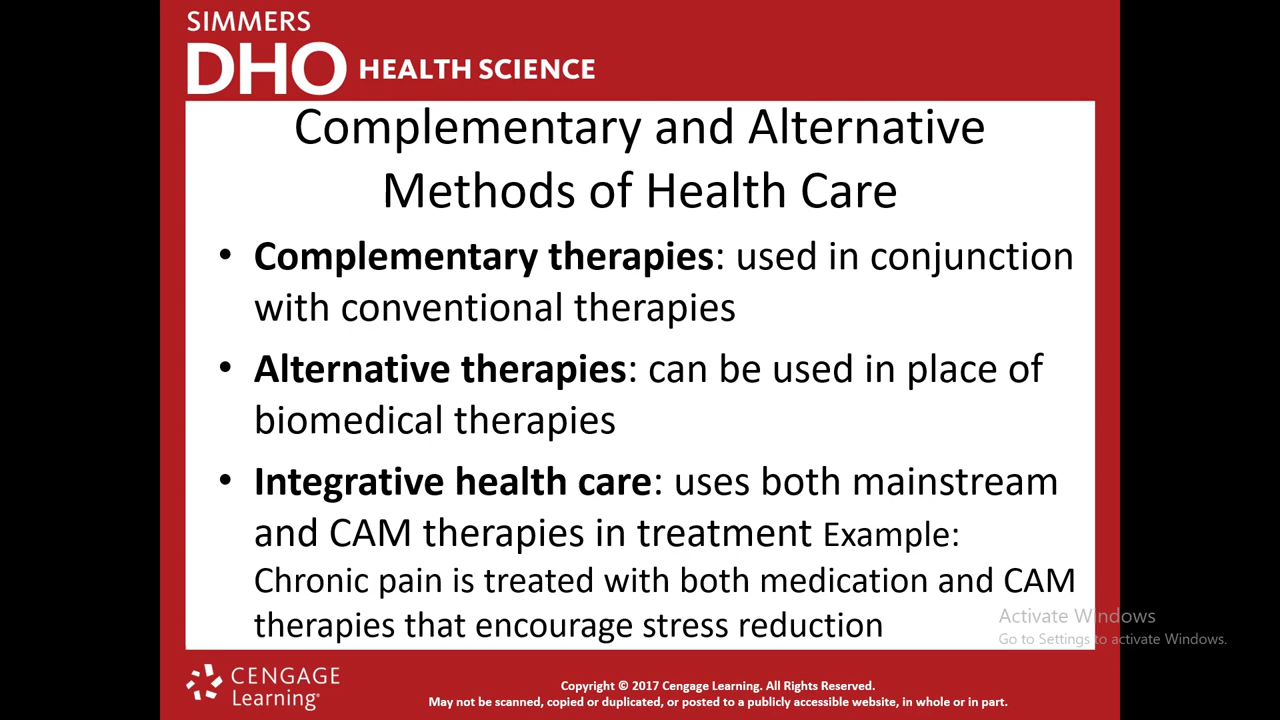 SIMMERS
DHO HEALTH SCIENCE
Complementary and Alternative
Methods of Health Care
• Complementary therapies: used in conjunction
with conventional therapies
• Alternative therapies: can be used in place of
biomedical therapies
• Integrative health care: uses both mainstream
and CAM therapies in treatment Example:
Chronic pain is treated with both medication and CAM
therapies that encourage stress reduction
Activate Windows
Go to Settings to activate Windows.
CENGAGE
Learning®
Copyright © 2017 Cengage Learning. All Rights Reserved.
May not be scanned, copied or duplicated, or posted to a publicly accessible website, in whole or in part.